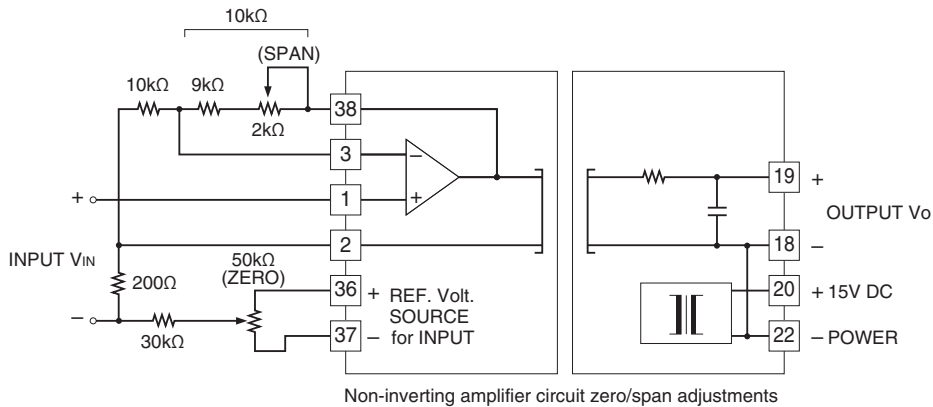 10kΩ
(SPAN)
10kΩ 9kΩ
2kΩ
38
3
1
2
36
37
19
18
20
22
+
−
−
+
+
−
+
−
+
−
INPUT VIN
200Ω
50kΩ
(ZERO)
30kΩ
REF. Volt.
SOURCE
for INPUT
OUTPUT Vo
15V DC
POWER
Non-inverting amplifier circuit zero/span adjustments